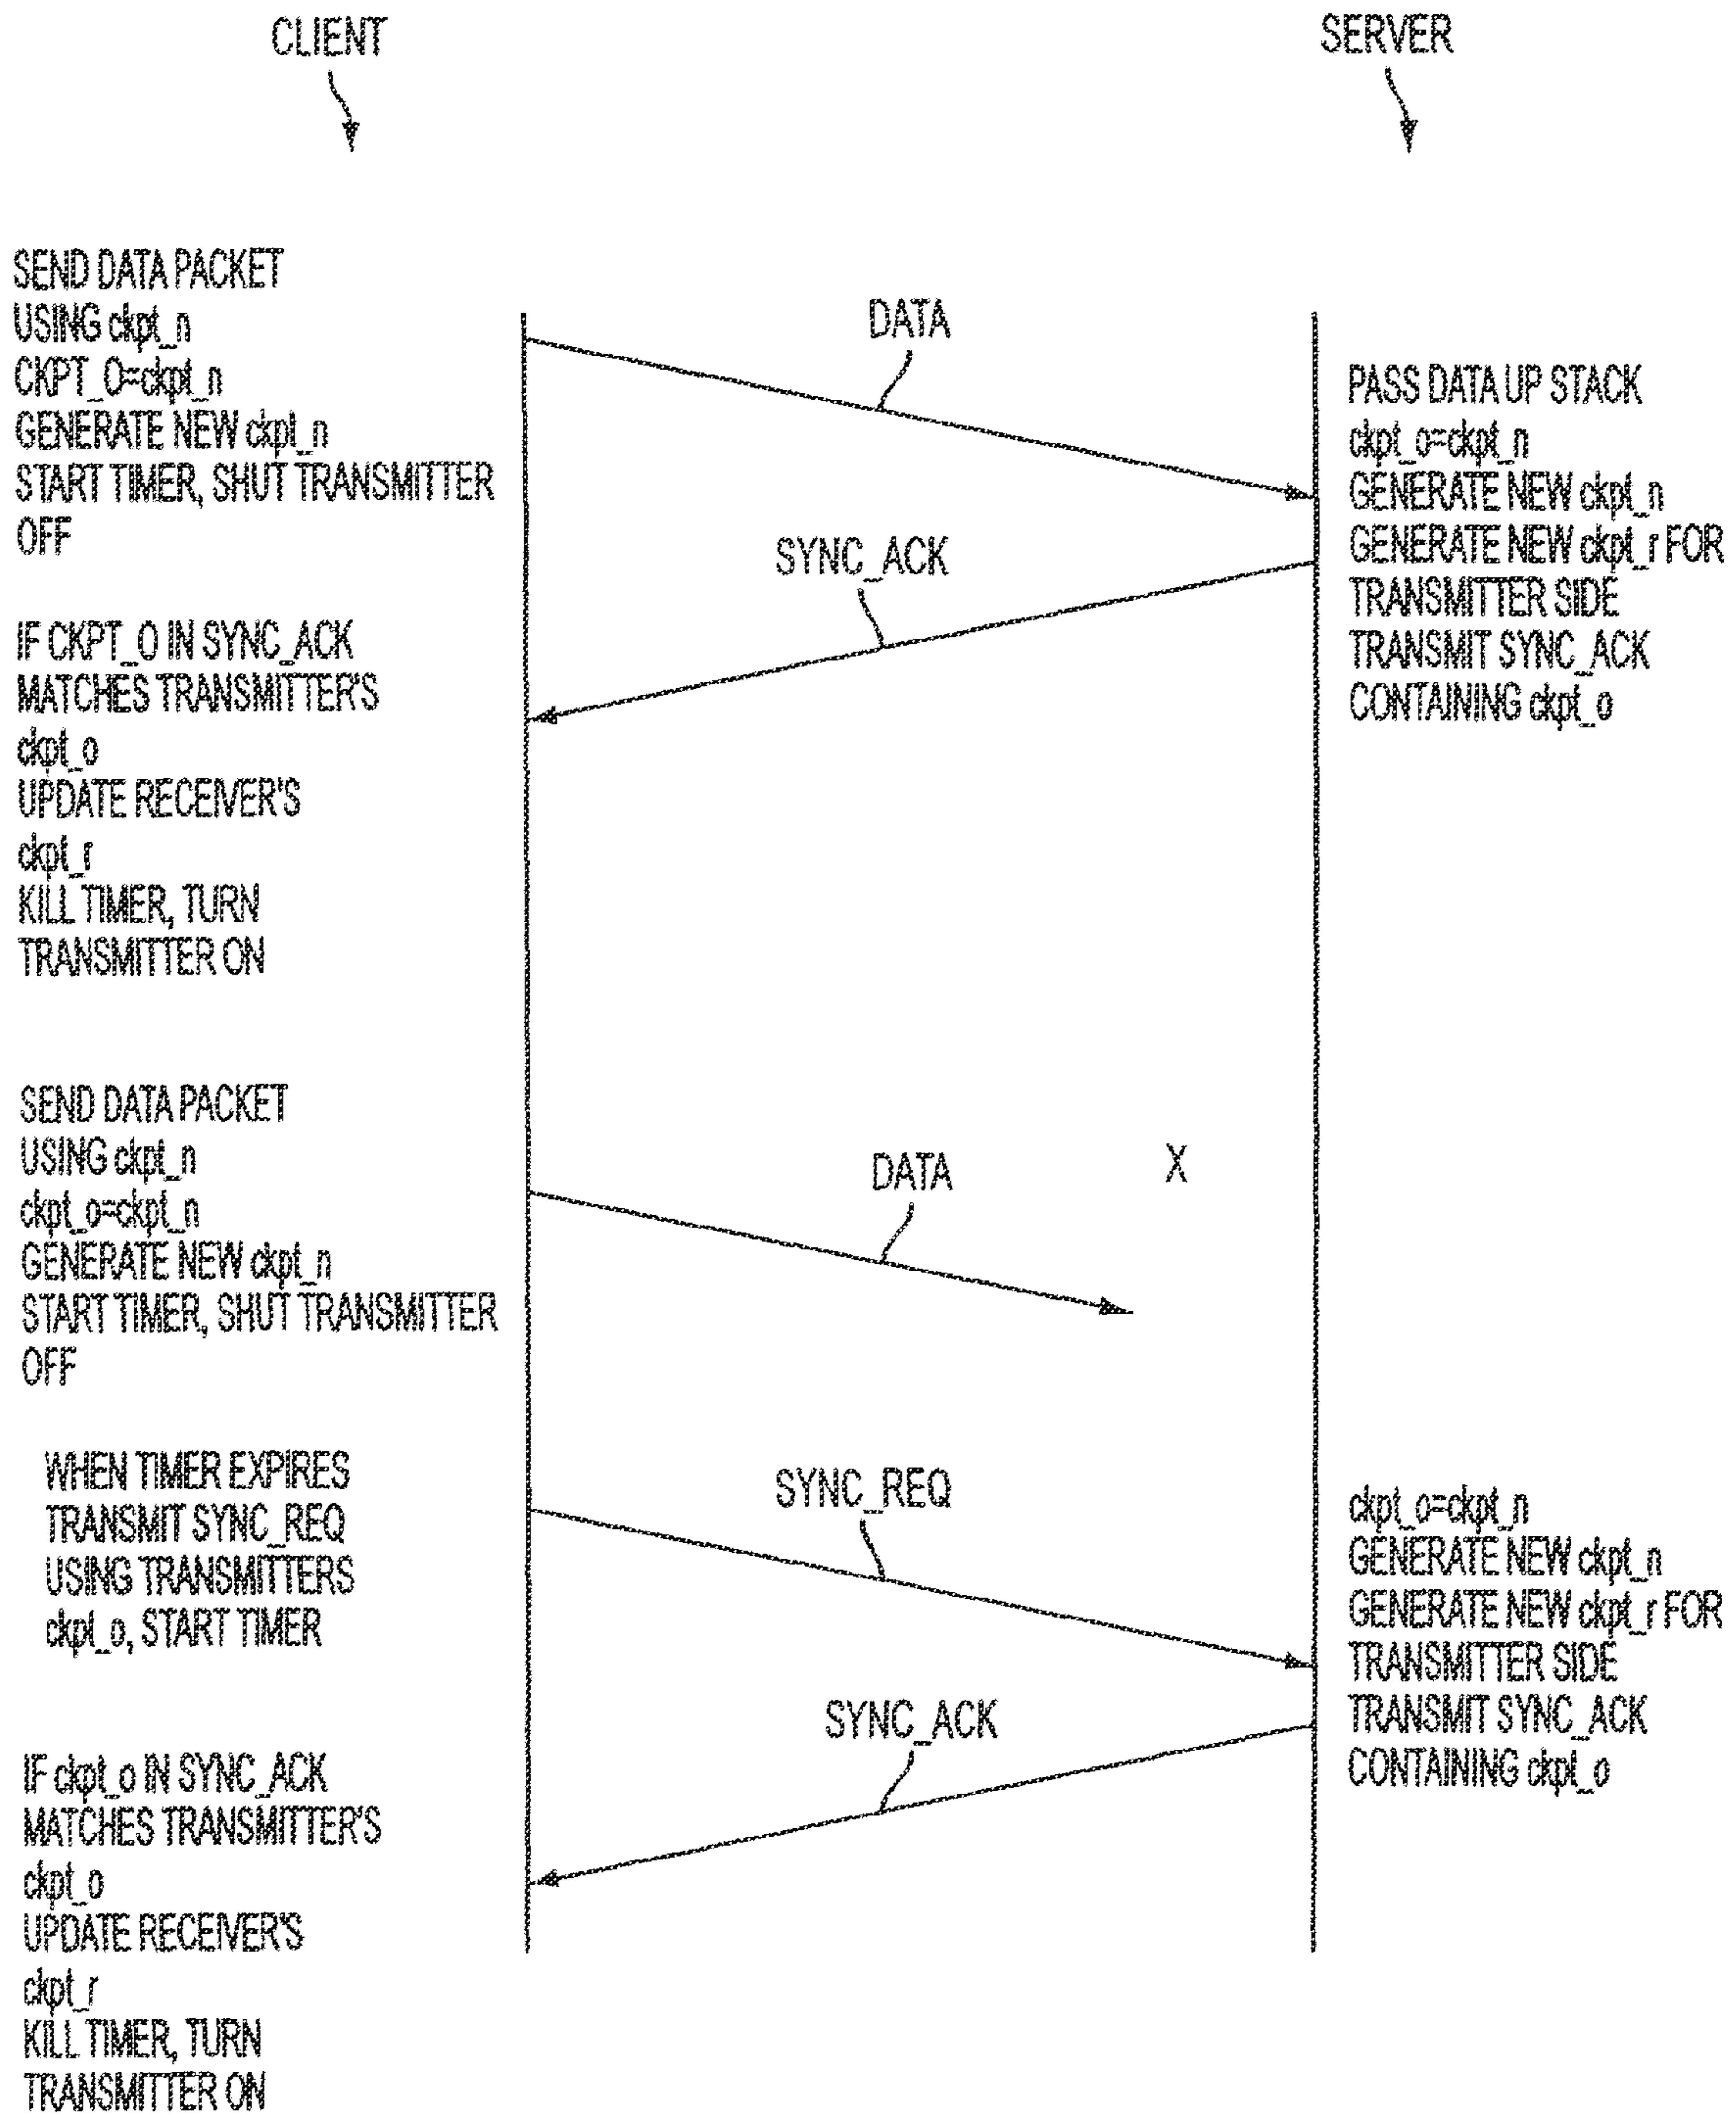 CLIENT
SERVER
SEND DATA PACKET
USING ckpt_n
CKPT_O=ckpt_n
GENERATE NEW ckpt_n
START TIMER, SHUT TRANSMITTER
OFF
DATA
PASS DATA UP STACK
ckpt_o=ckpt_n
GENERATE NEW ckpt_n
GENERATE NEW ckpt_r FOR
TRANSMITTER SIDE
TRANSMIT SYNC_ACK
CONTAINING ckpt_o
SYNC_ACK
IF CKPT_O IN SYNC_ACK
MATCHES TRANSMITTER'S
ckpt_o
UPDATE RECEIVER'S
ckpt_r
KILL TIMER, TURN
TRANSMITTER ON
SEND DATA PACKET
USING ckpt_n
ckpt_o=ckpt_n
GENERATE NEW ckpt_n
START TIMER, SHUT TRANSMITTER
OFF
DATA
X
WHEN TIMER EXPIRES
TRANSMIT SYNC_REQ
USING TRANSMITTERS
ckpt_o, START TIMER
SYNC_REQ
ckpt_o=ckpt_n
GENERATE NEW ckpt_n
GENERATE NEW ckpt_r FOR
TRANSMITTER SIDE
TRANSMIT SYNC_ACK
CONTAINING ckpt_o
SYNC_ACK
IF ckpt_o IN SYNC_ACK
MATCHES TRANSMITTER'S
ckpt_o
UPDATE RECEIVER'S
ckpt_r
KILL TIMER, TURN
TRANSMITTER ON